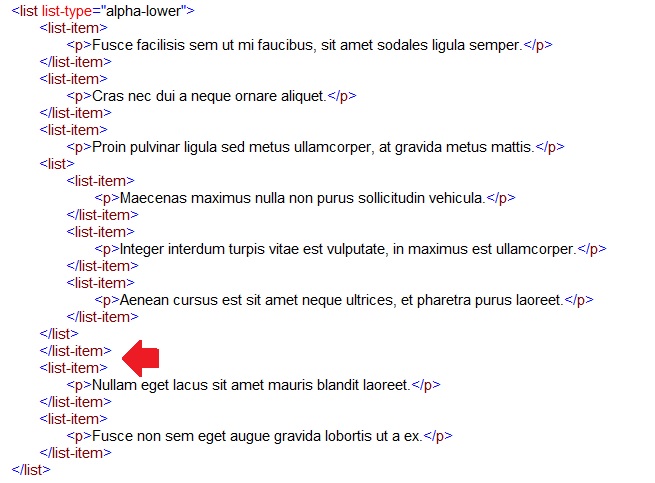 <list list-type="alpha-lower">
<list-item>
<p>Fusce facilisis sem ut mi faucibus, sit amet sodales ligula semper.</p>
</list-item>
<list-item>
<p>Cras nec dui a neque ornare aliquet.</p>
</list-item>
<list-item>
<p>Proin pulvinar ligula sed metus ullamcorper, at gravida metus mattis.</p>
<list>
<list-item>
<p>Maecenas maximus nulla non purus sollicitudin vehicula.</p>
</list-item>
<list-item>
<p>Integer interdum turpis vitae est vulputate, in maximus est ullamcorper.</p>
</list-item>
<list-item>
<p>Aenean cursus est sit amet neque ultrices, et pharetra purus laoreet.</p>
</list-item>
</list>
</list-item>
<list-item>
<p>Nullam eget lacus sit amet mauris blandit laoreet.</p>
</list-item>
<list-item>
<p>Fusce non sem eget augue gravida lobortis ut a ex.</p>
</list-item>
</list>